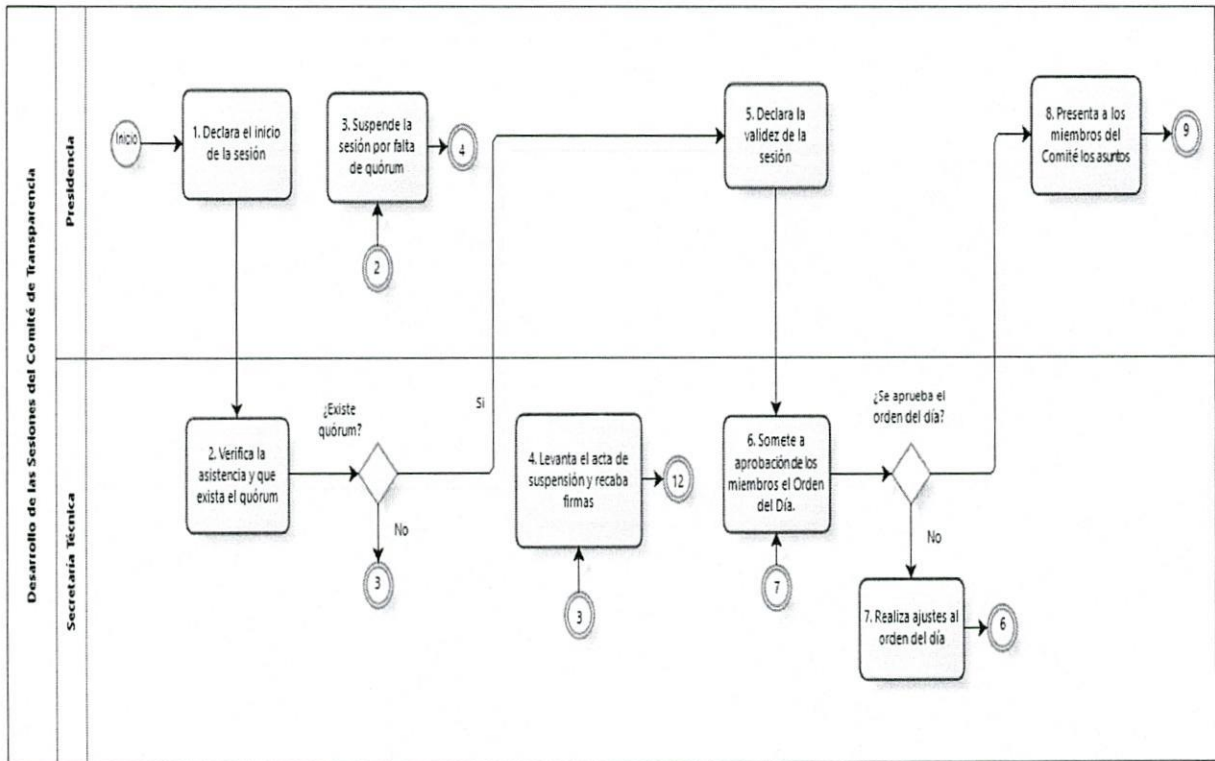 Desarrollo de las Sesiones del Comité de Transparencia
Presidencia
Inicio
1. Declara el inicio
de la sesión
3. Suspende la
sesión por falta
de quórum
4
2
5. Declara la
validez de la
sesión
8. Presenta a los
miembros del
Comité los asuntos
9
Secretaría Técnica
2. Verifica la
asistencia y que
exista el quórum
¿Existe
quórum?
Si
No
3
4. Levanta el acta de
suspensión y recaba
firmas
12
3
6. Somete a
aprobación de los
miembros el Orden
del Día.
7
¿Se aprueba el
orden del día?
No
7. Realiza ajustes al
orden del día
6